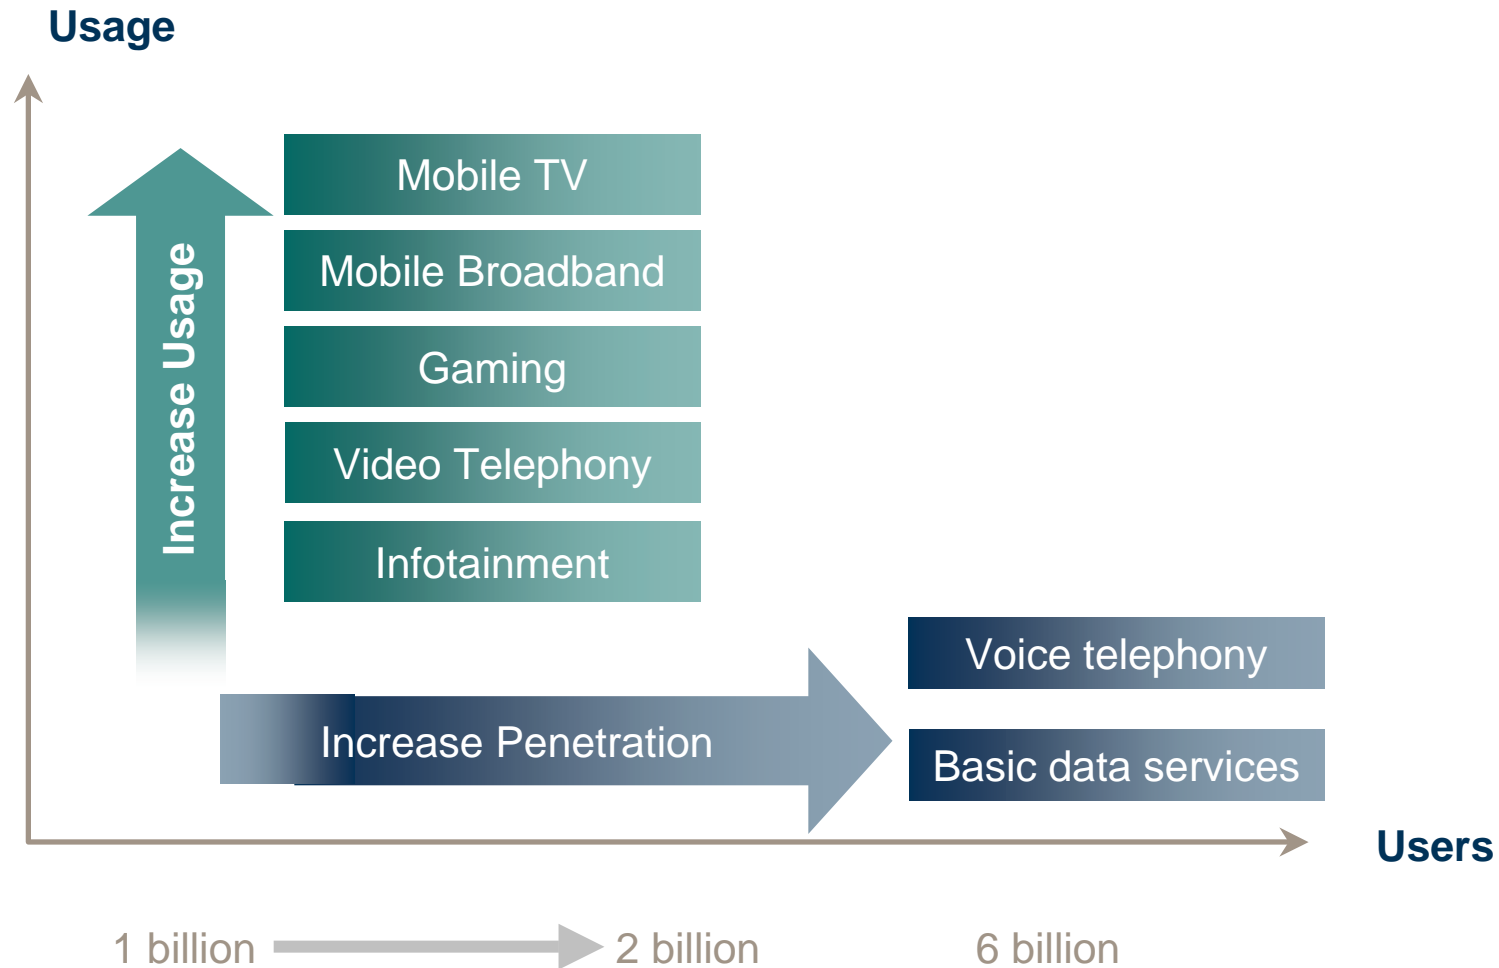 Usage
Mobile TV
Mobile Broadband
Increase Usage
Gaming
Video Telephony
Infotainment
Voice telephony
Increase Penetration
Basic data services
Users
1 billion
2 billion
6 billion